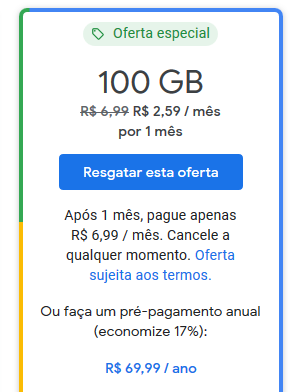 Oferta especial
100 GB
R$ 6,99 R$ 2,59 / mês
por 1 mês
Resgatar esta oferta
Após 1 mês, pague apenas
R$ 6,99 / mês. Cancele a
qualquer momento. Oferta
sujeita aos termos.
Ou faça um pré-pagamento anual
(economize 17%):
R$ 69,99 / ano